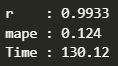 r    : 0.9933
mape : 0.124
Time : 130.12